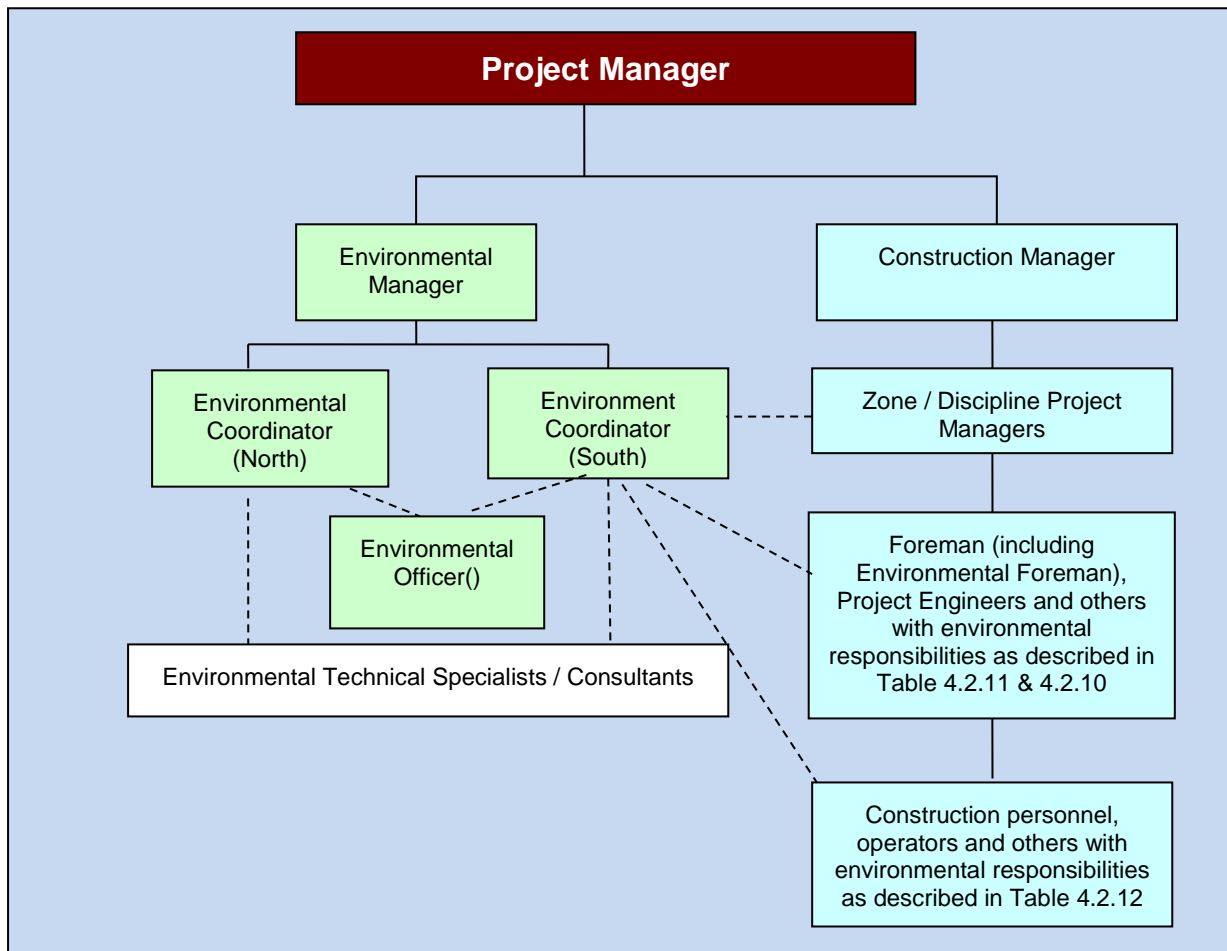 Project Manager
Environmental
Manager
Construction Manager
Environmental
Coordinator
(North)
Environment
Coordinator
(South)
Zone / Discipline Project
Managers
Environmental
Officer()
Foreman (including
Environmental Foreman),
Project Engineers and others
with environmental
responsibilities as described in
Table 4.2.11 & 4.2.10
Environmental Technical Specialists / Consultants
Construction personnel,
operators and others with
environmental responsibilities
as described in Table 4.2.12